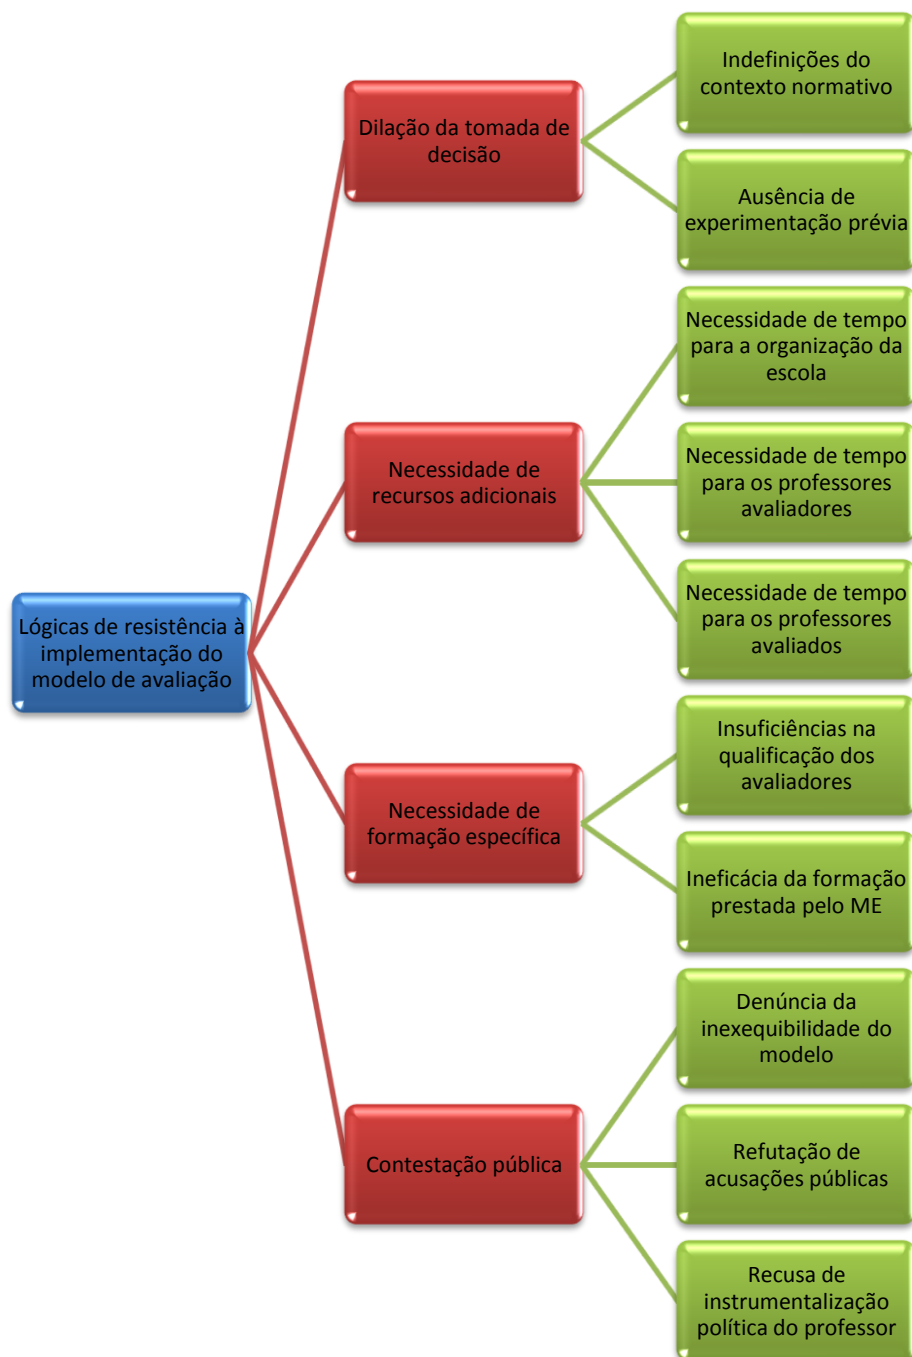 Lógicas de resistência à
implementação do
modelo de avaliação
Dilação da tomada de
decisão
Indefinições do
contexto normativo
Ausência de
experimentação prévia
Necessidade de
recursos adicionais
Necessidade de tempo
para a organização da
escola
Necessidade de tempo
para os professores
avaliadores
Necessidade de tempo
para os professores
avaliados
Necessidade de
formação específica
Insuficiências na
qualificação dos
avaliadores
Ineficácia da formação
prestada pelo ME
Contestação pública
Denúncia da
inexequibilidade do
modelo
Refutação de
acusações públicas
Recusa de
instrumentalização
política do professor